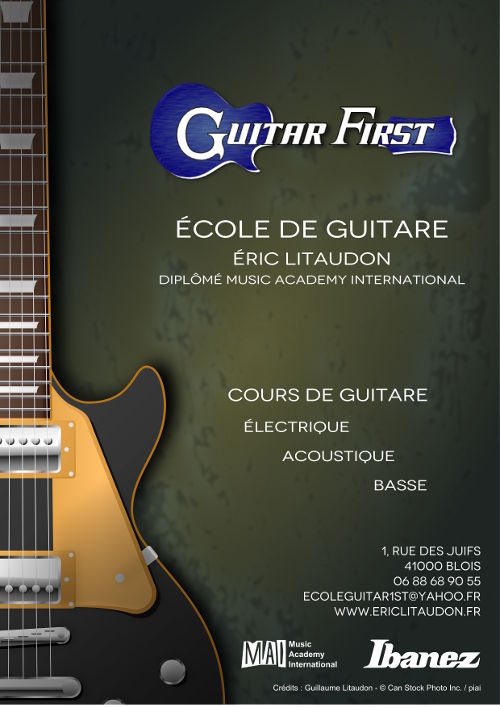 GUITAR FIRST
ÉCOLE DE GUITARE
ÉRIC LITAUDON
DIPLÔMÉ MUSIC ACADEMY INTERNATIONAL
COURS DE GUITARE
ÉLECTRIQUE
ACOUSTIQUE
BASSE
1, RUE DES JUIFS
41000 BLOIS
06 88 68 90 55
ECOLEGUITAR1ST@YAHOO.FR
WWW.ERICLITAUDON.FR
MAI Music
Academy
International
Ibanez
Crédits : Guillaume Litaudon - © Can Stock Photo Inc. / piai